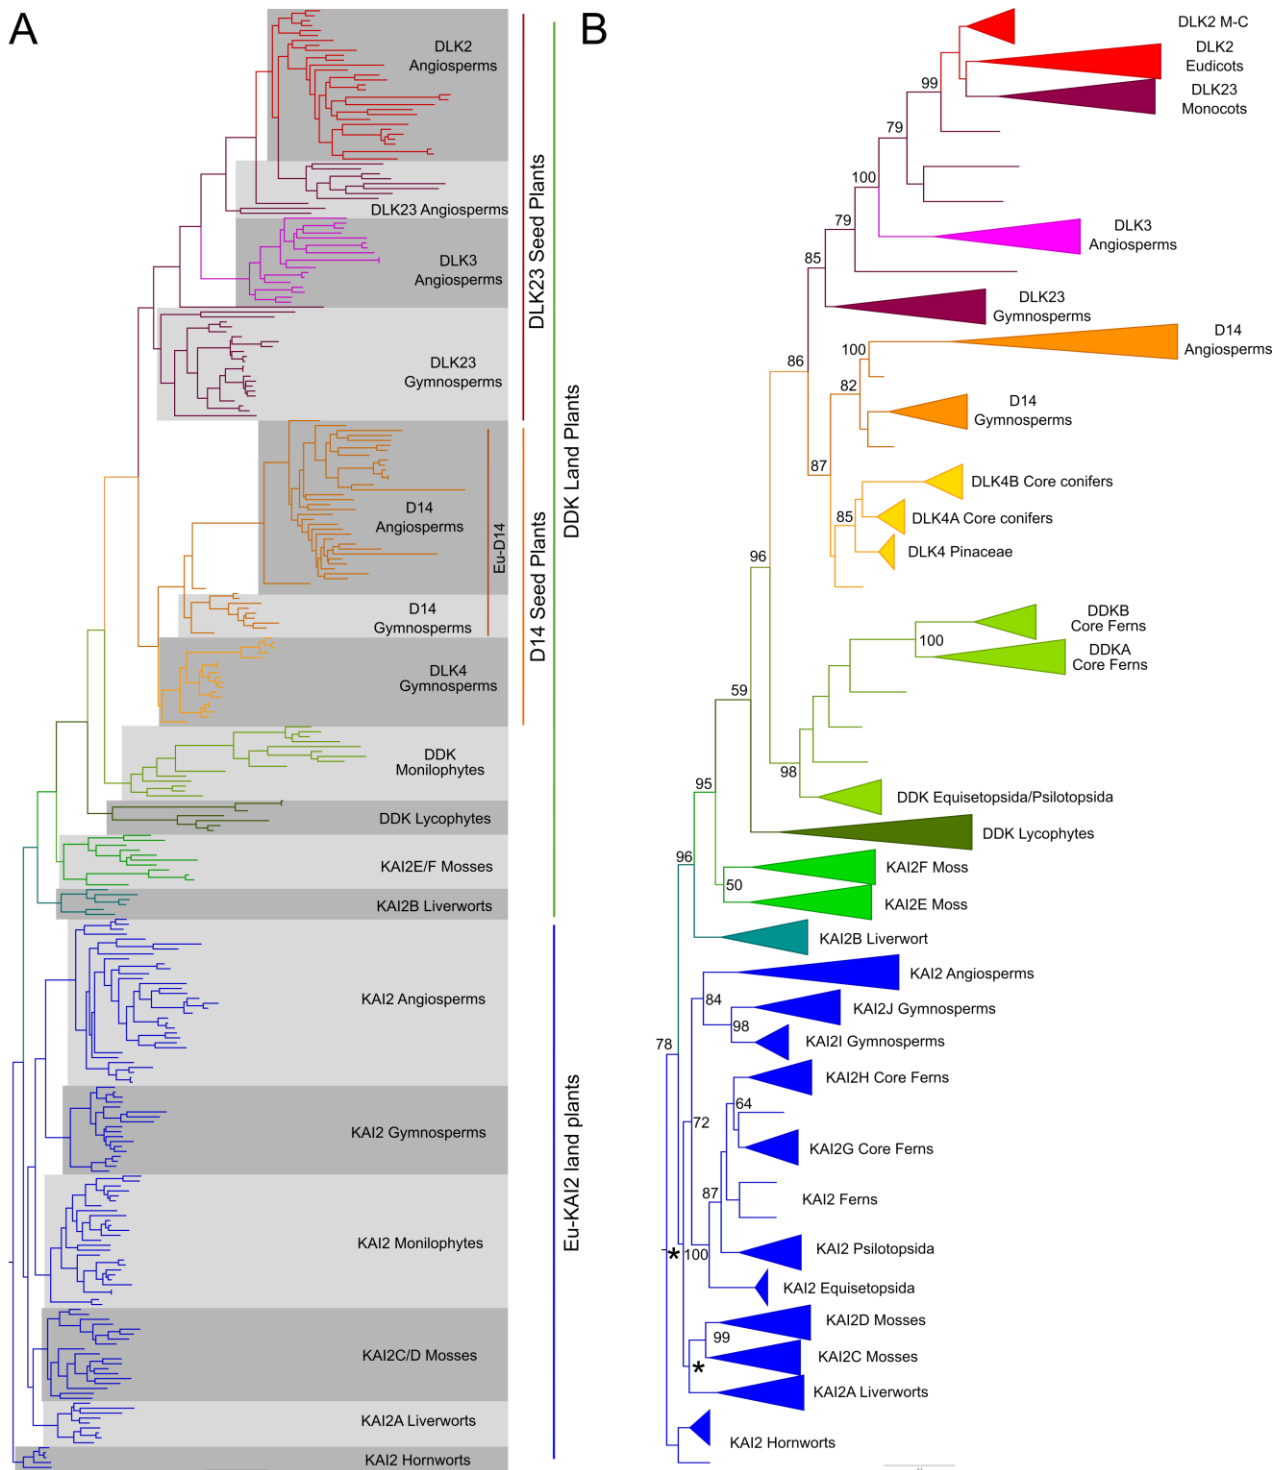 A
DLK2
Angiosperms
DLK23 Angiosperms
DLK3
Angiosperms
DLK23
Gymnosperms
D14
Angiosperms
D14
Gymnosperms
DLK4
Gymnosperms
DDK
Monilophytes
DDK Lycophytes
KAI2E/F Mosses
KAI2B Liverworts
KAI2 Angiosperms
KAI2 Gymnosperms
KAI2 Monilophytes
KAI2C/D Mosses
KAI2A Liverworts
KAI2 Hornworts
Eu-D14
DLK23 Seed Plants
D14 Seed Plants
DDK Land Plants
Eu-KAI2 land plants
B
DLK2 M-C
DLK2
Eudicots
99
DLK23
Monocots
79
100
79
DLK3
Angiosperms
85
DLK23
Gymnosperms
D14
Angiosperms
100
86
82
D14
Gymnosperms
87
DLK4B Core conifers
85
DLK4A Core conifers
DLK4 Pinaceae
96
DDKB
Core Ferns
100
DDKA
Core Ferns
59
98
95
DDK Equisetopsida/Psilotopsida
DDK Lycophytes
96
KAI2F Moss
50
KAI2E Moss
KAI2B Liverwort
KAI2 Angiosperms
84
KAI2J Gymnosperms
98
KAI2I Gymnosperms
78
KAI2H Core Ferns
64
72
KAI2G Core Ferns
87
KAI2 Ferns
*
100
KAI2 Psilotopsida
KAI2 Equisetopsida
KAI2D Mosses
99
KAI2C Mosses
*
KAI2A Liverworts
KAI2 Hornworts